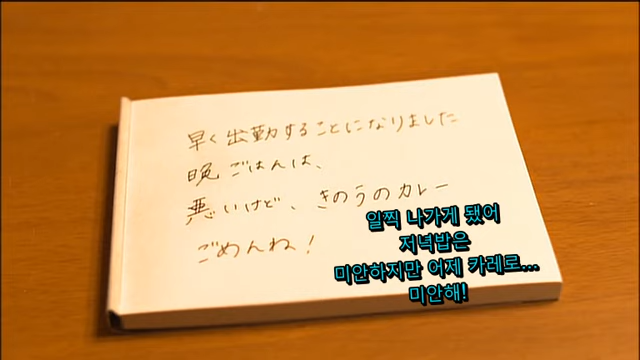 早く出勤することになりました
晩ごはんは、
悪いけど、きのうのカレー
ごめんね！
일찍 나가게 됐어
저녁밥은
미안하지만 어제 카레로...
미안해!